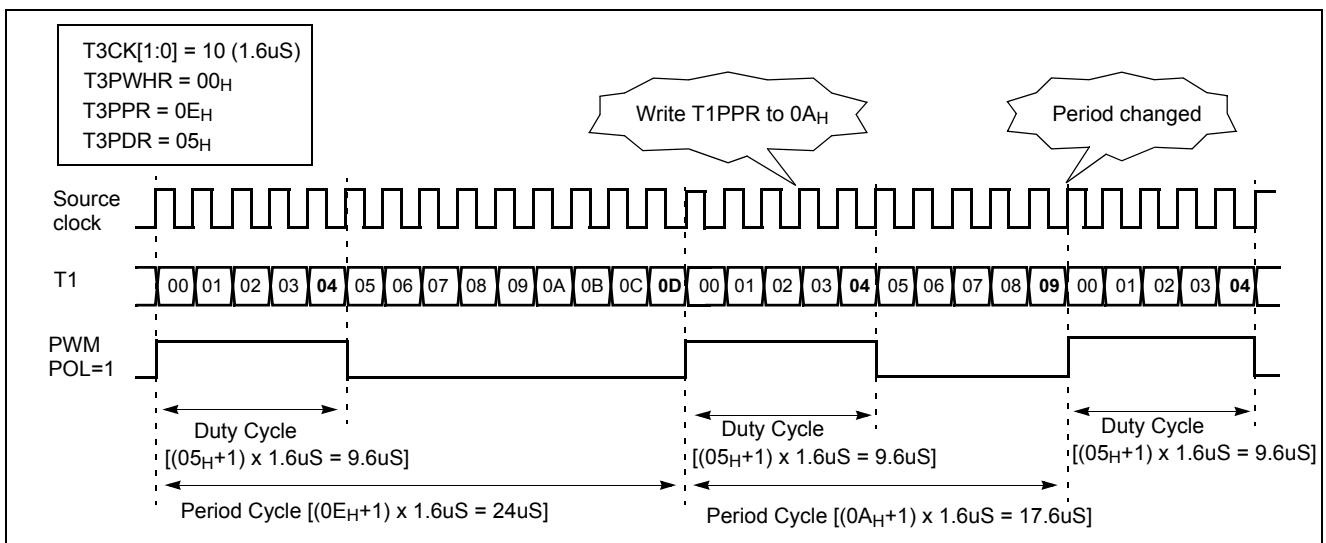 T3CK[1:0] = 10 (1.6uS)
T3PWHR = 00H
T3PPR = 0EH
T3PDR = 05H
Write T1PPR to 0AH
Period changed
Source
clock
T1
00 01 02 03 04 05 06 07 08 09 0A 0B 0C 0D 00 01 02 03 04 05 06 07 08 09 00 01 02 03 04
PWM
POL=1
Duty Cycle
[(05H+1) x 1.6uS = 9.6uS]
Duty Cycle
[(05H+1) x 1.6uS = 9.6uS]
Duty Cycle
[(05H+1) x 1.6uS = 9.6uS]
Period Cycle [(0EH+1) x 1.6uS = 24uS]
Period Cycle [(0AH+1) x 1.6uS = 17.6uS]